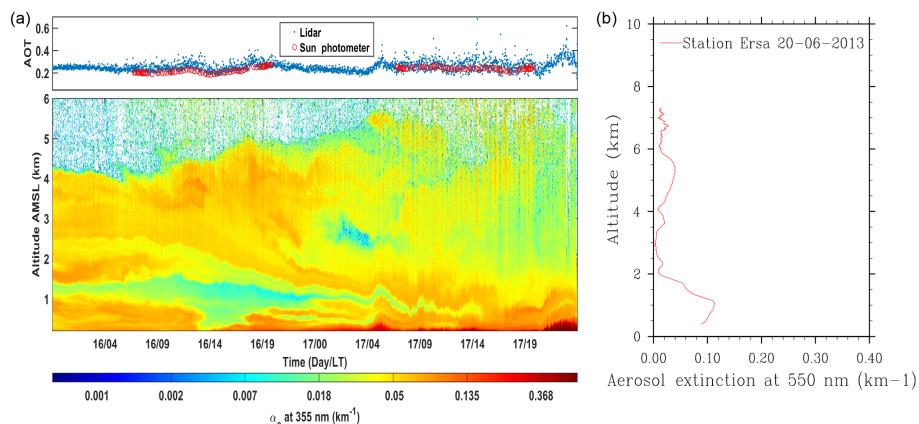 (a)
AOT
0.6
0.4
0.2
Lidar
Sun photometer
Altitude AMSL (km)
6
5
4
3
2
1
16/04 16/09 16/14 16/19 17/00 17/04 17/09 17/14 17/19
Time (Day/LT)
0.001 0.002 0.007 0.018 0.05 0.135 0.368
at 355 nm (km-1)
(b)
Station Ersa 20-06-2013
Altitude (km)
10
8
6
4
2
0
0.00 0.10 0.20 0.30 0.40
Aerosol extinction at 550 nm (km-1)